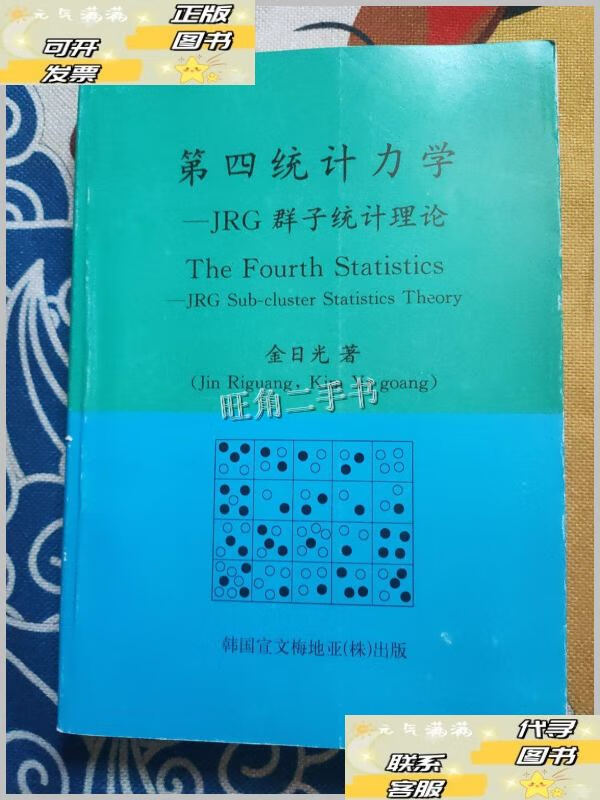 元气满满
正版
图书
可开
发票
第四统计力学
—JRG 群子统计理论
The Fourth Statistics
—JRG Sub-cluster Statistics Theory
金日光 著
(Jin Riguang, Kim
goang)
旺角二手书
韩国宣文梅地亚(株)出版
元气满满
代寻
图书
联系
客服